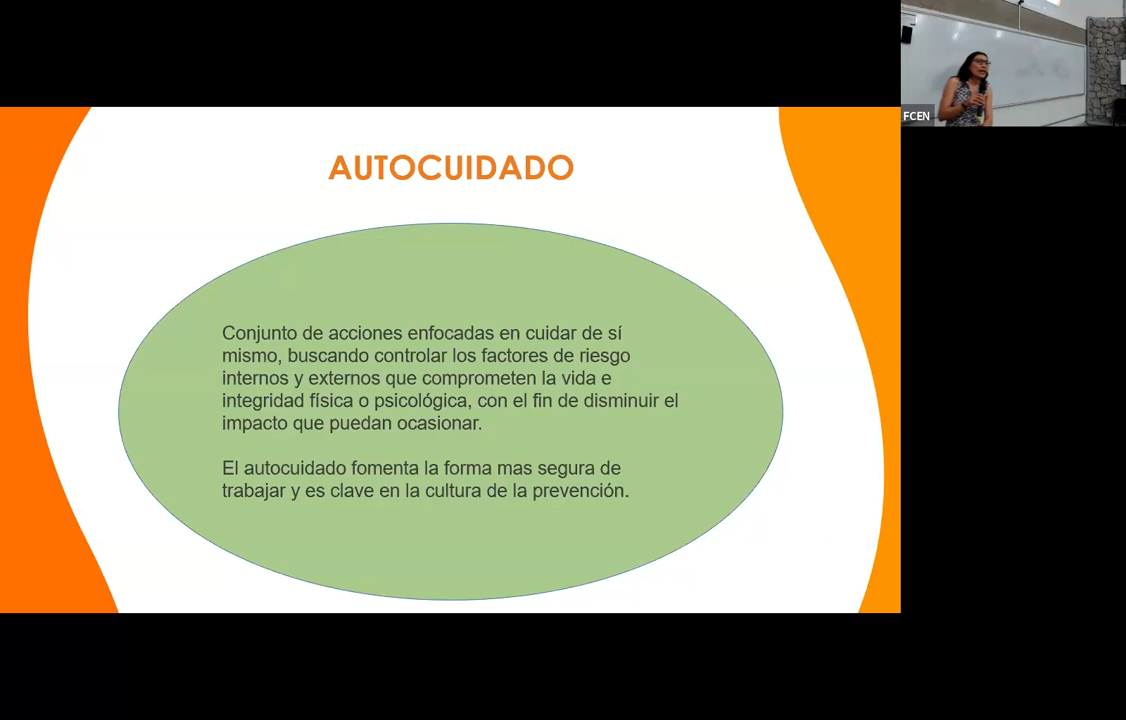 FCEN
AUTOCUIDADO
Conjunto de acciones enfocadas en cuidar de sí
mismo, buscando controlar los factores de riesgo
internos y externos que comprometen la vida e
integridad física o psicológica, con el fin de disminuir el
impacto que puedan ocasionar.
El autocuidado fomenta la forma mas segura de
trabajar y es clave en la cultura de la prevención.